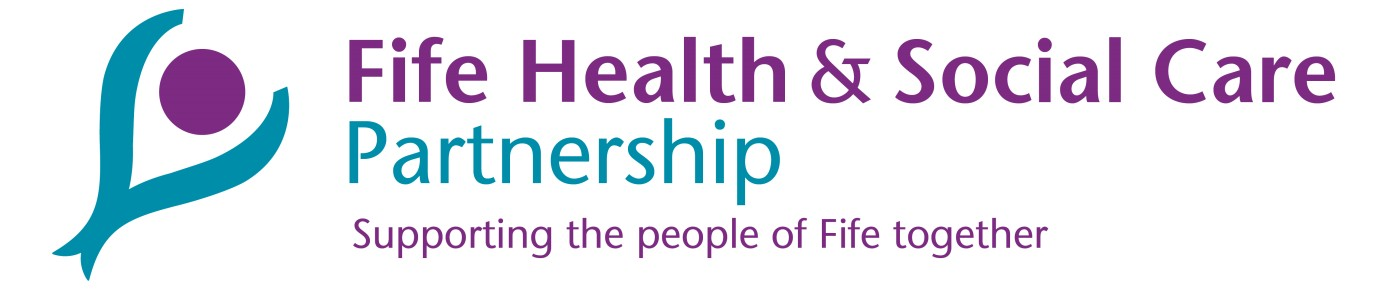 Fife Health & Social Care
Partnership
Supporting the people of Fife together